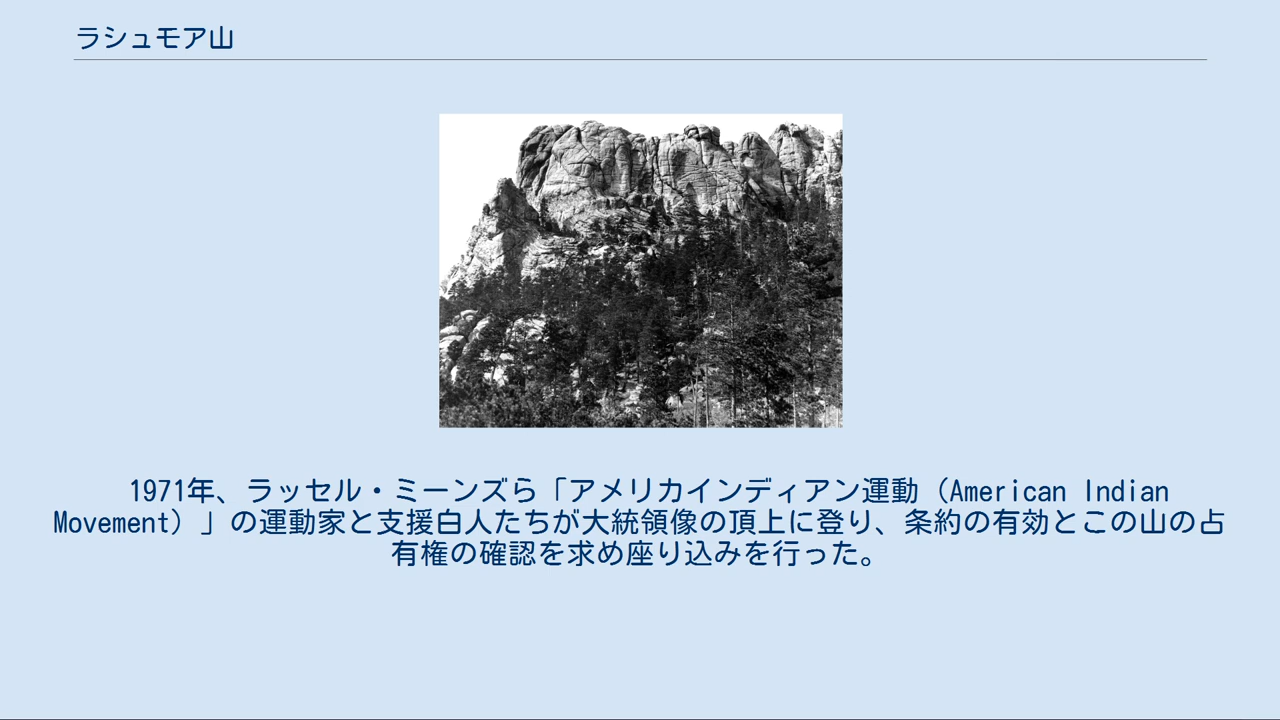 ラシュモア山
1971年、ラッセル・ミーンズら「アメリカインディアン運動（American Indian
Movement）」の運動家と支援白人たちが大統領像の頂上に登り、条約の有効とこの山の占
有権の確認を求め座り込みを行った。